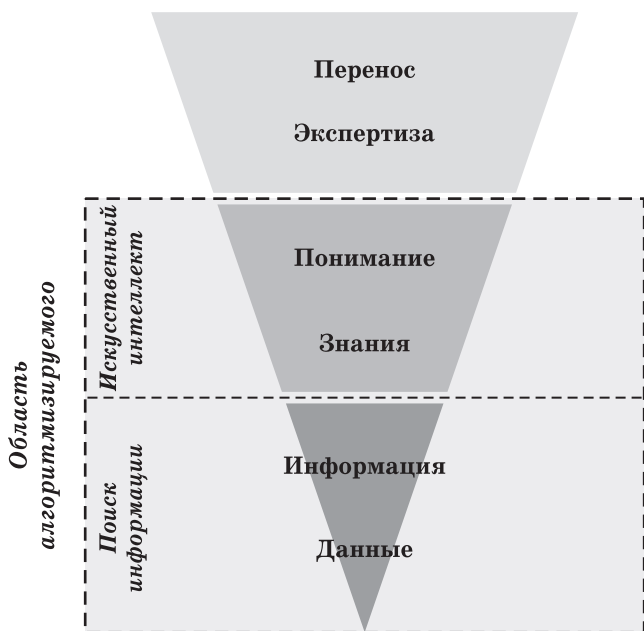 Перенос
Экспертиза
Искусственный
интеллект
Понимание
Знания
Область
алгоритмизируемого
Поиск
информации
Информация
Данные